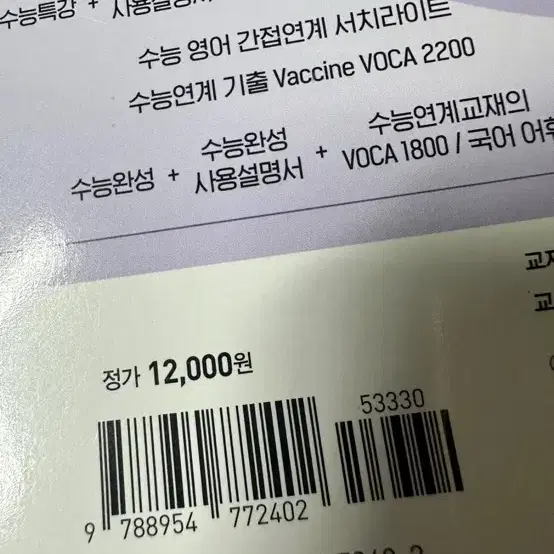 수능특강 + 사용설명서
수능 영어 간접연계 서치라이트
수능연계 기출 Vaccine VOCA 2200
수능완성 + 수능완성 사용설명서 + 수능연계교재의 VOCA 1800 / 국어 어휘
정가 12,000원
53330
9 788954 772402